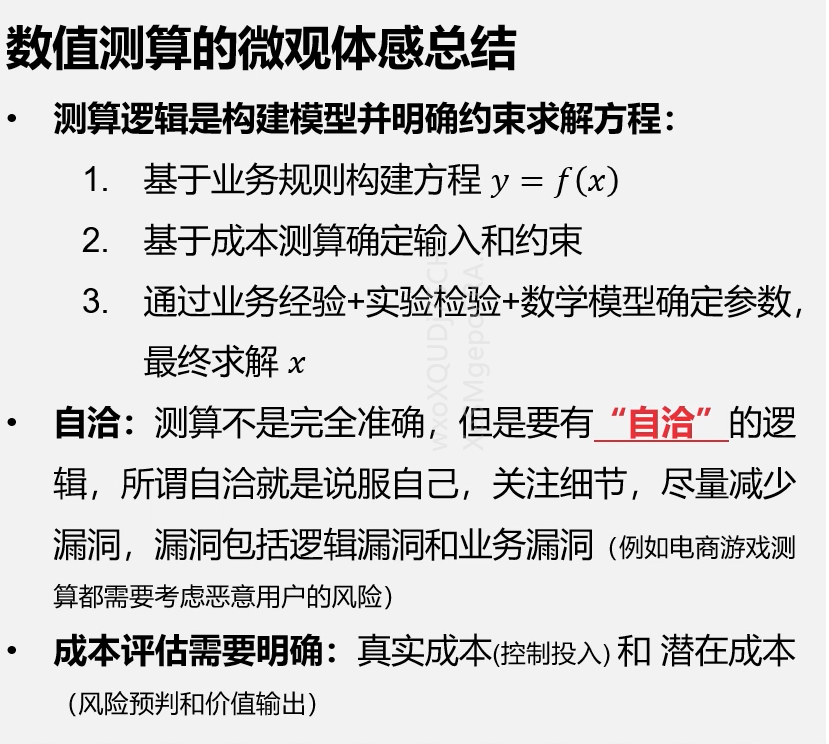 数值测算的微观体感总结
• 测算逻辑是构建模型并明确约束求解方程：
1. 基于业务规则构建方程 y = f(x)
2. 基于成本测算确定输入和约束
3. 通过业务经验+实验检验+数学模型确定参数，
最终求解 x
• 自洽：测算不是完全准确，但是要有“自洽”的逻
辑，所谓自洽就是说服自己，关注细节，尽量减少
漏洞，漏洞包括逻辑漏洞和业务漏洞（例如电商游戏测
算都需要考虑恶意用户的风险）
• 成本评估需要明确：真实成本(控制投入) 和 潜在成本
（风险预判和价值输出）